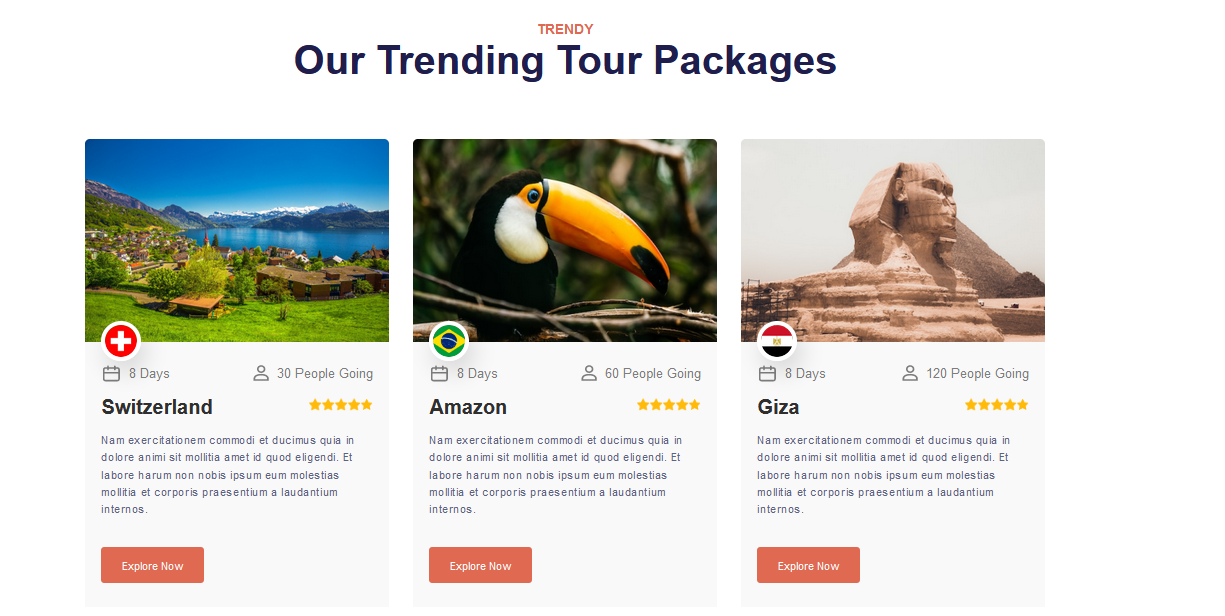 TRENDY
Our Trending Tour Packages
8 Days
30 People Going
Switzerland
Nam exercitationem commodi et ducimus quia in
dolore animi sit mollitia amet id quod eligendi. Et
labore harum non nobis ipsum eum molestias
mollitia et corporis praesentium a laudantium
internos.
Explore Now
8 Days
60 People Going
Amazon
Nam exercitationem commodi et ducimus quia in
dolore animi sit mollitia amet id quod eligendi. Et
labore harum non nobis ipsum eum molestias
mollitia et corporis praesentium a laudantium
internos.
Explore Now
8 Days
120 People Going
Giza
Nam exercitationem commodi et ducimus quia in
dolore animi sit mollitia amet id quod eligendi. Et
labore harum non nobis ipsum eum molestias
mollitia et corporis praesentium a laudantium
internos.
Explore Now